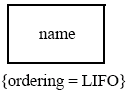 name
{ordering = LIFO}